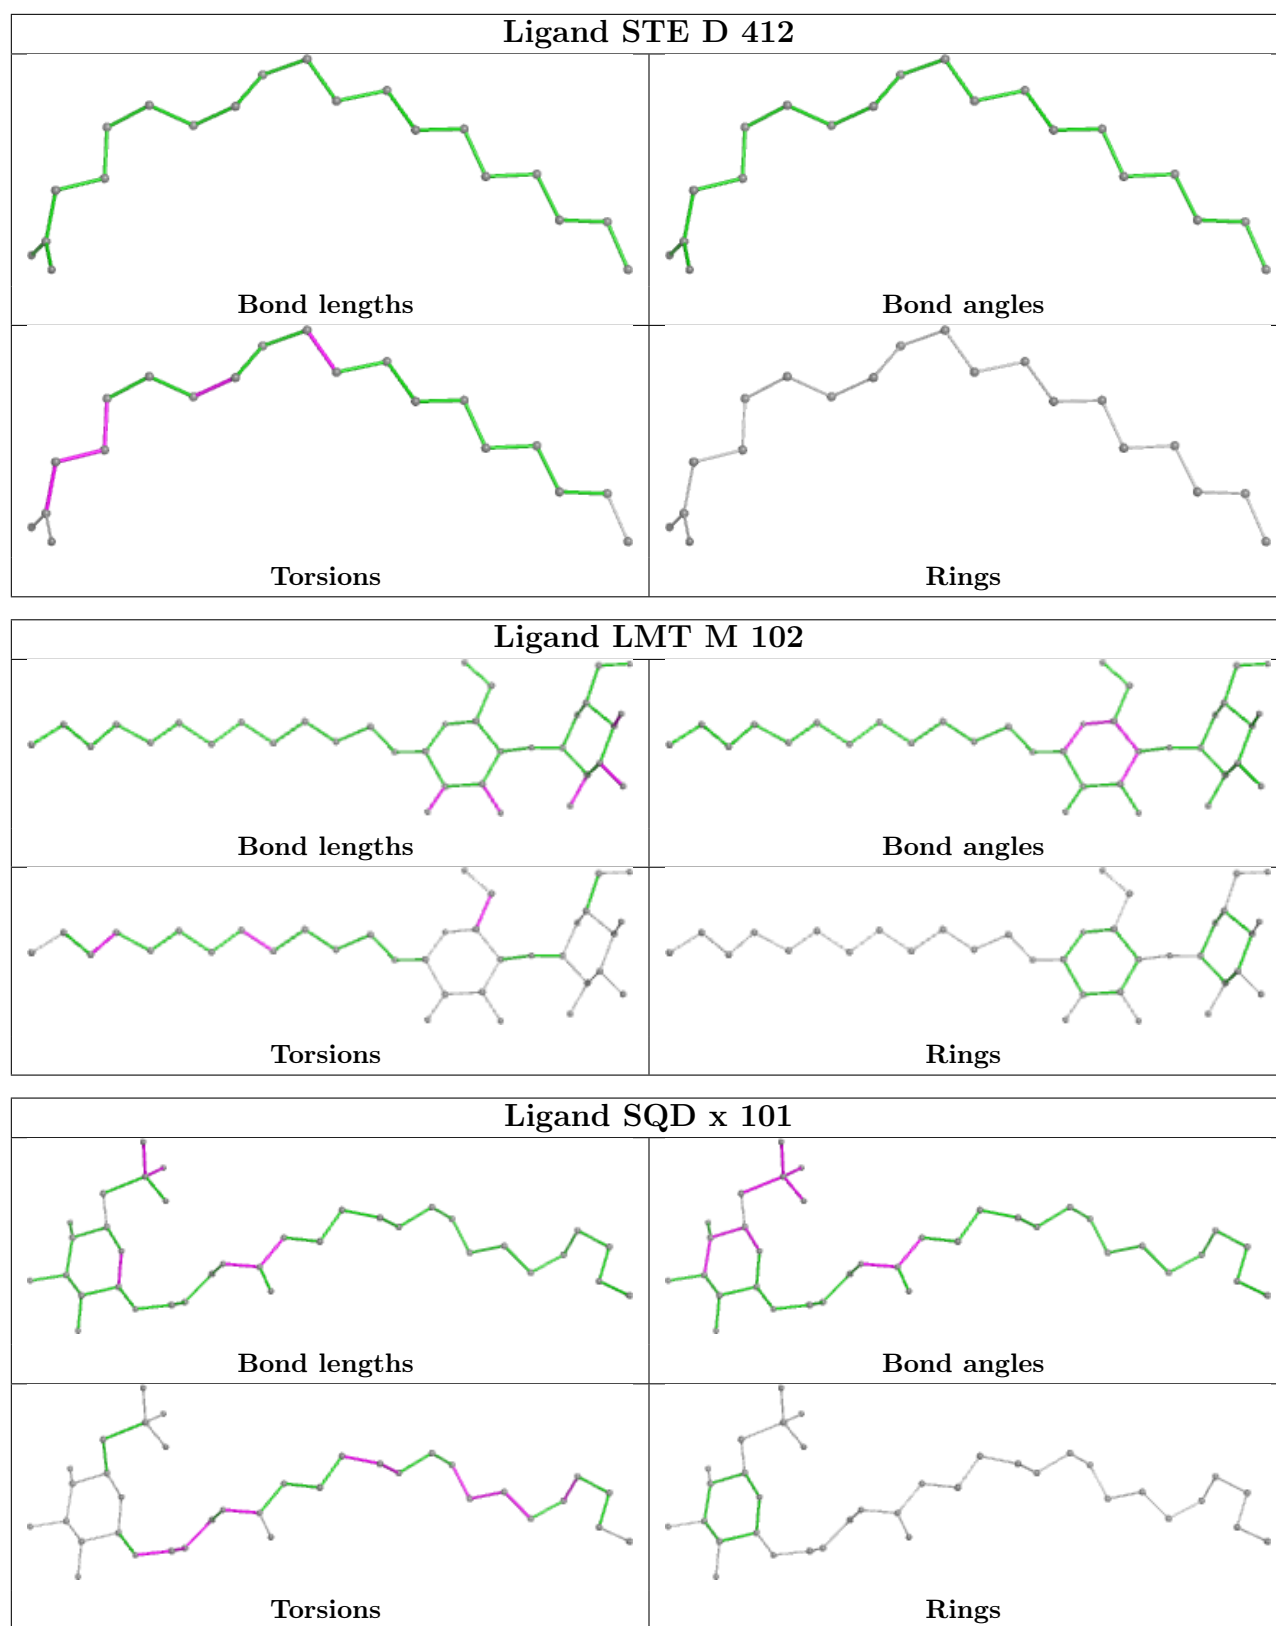 Ligand STE D 412
Bond lengths
Bond angles
Torsions
Rings
Ligand LMT M 102
Bond lengths
Bond angles
Torsions
Rings
Ligand SQD x 101
Bond lengths
Bond angles
Torsions
Rings